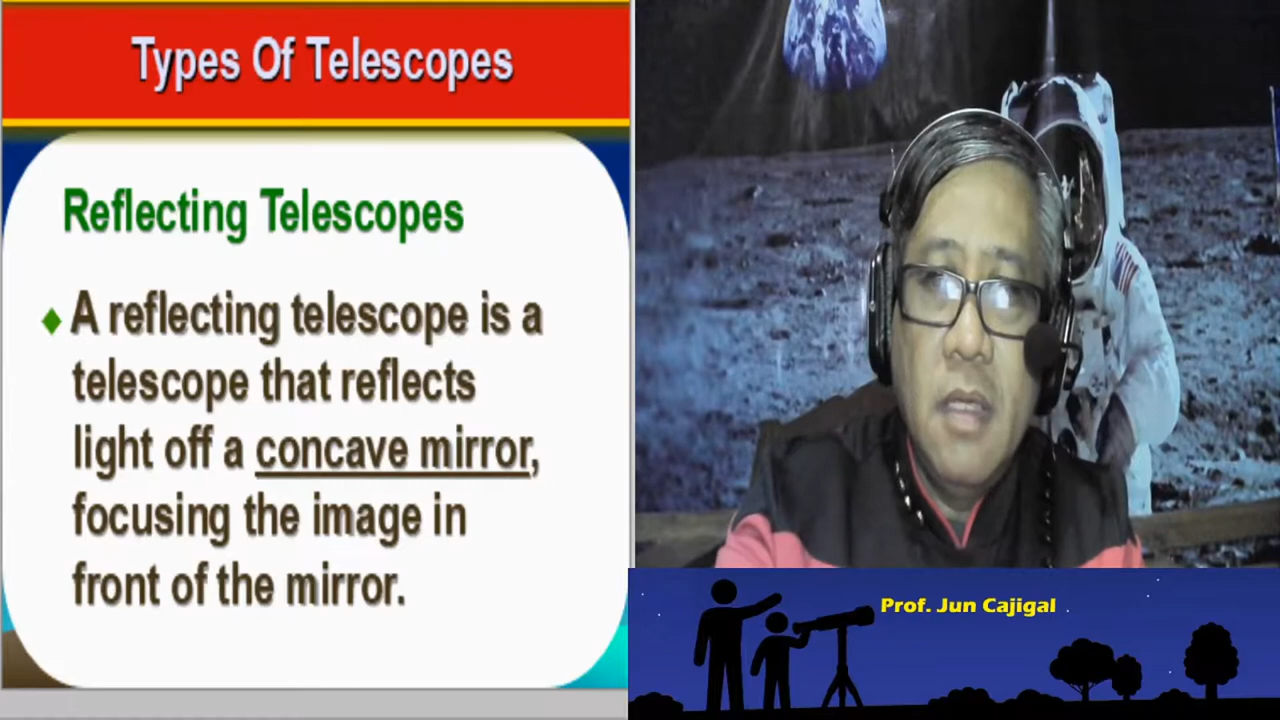 Types Of Telescopes
Reflecting Telescopes
A reflecting telescope is a
telescope that reflects
light off a concave mirror,
focusing the image in
front of the mirror.
Prof. Jun Cajigal